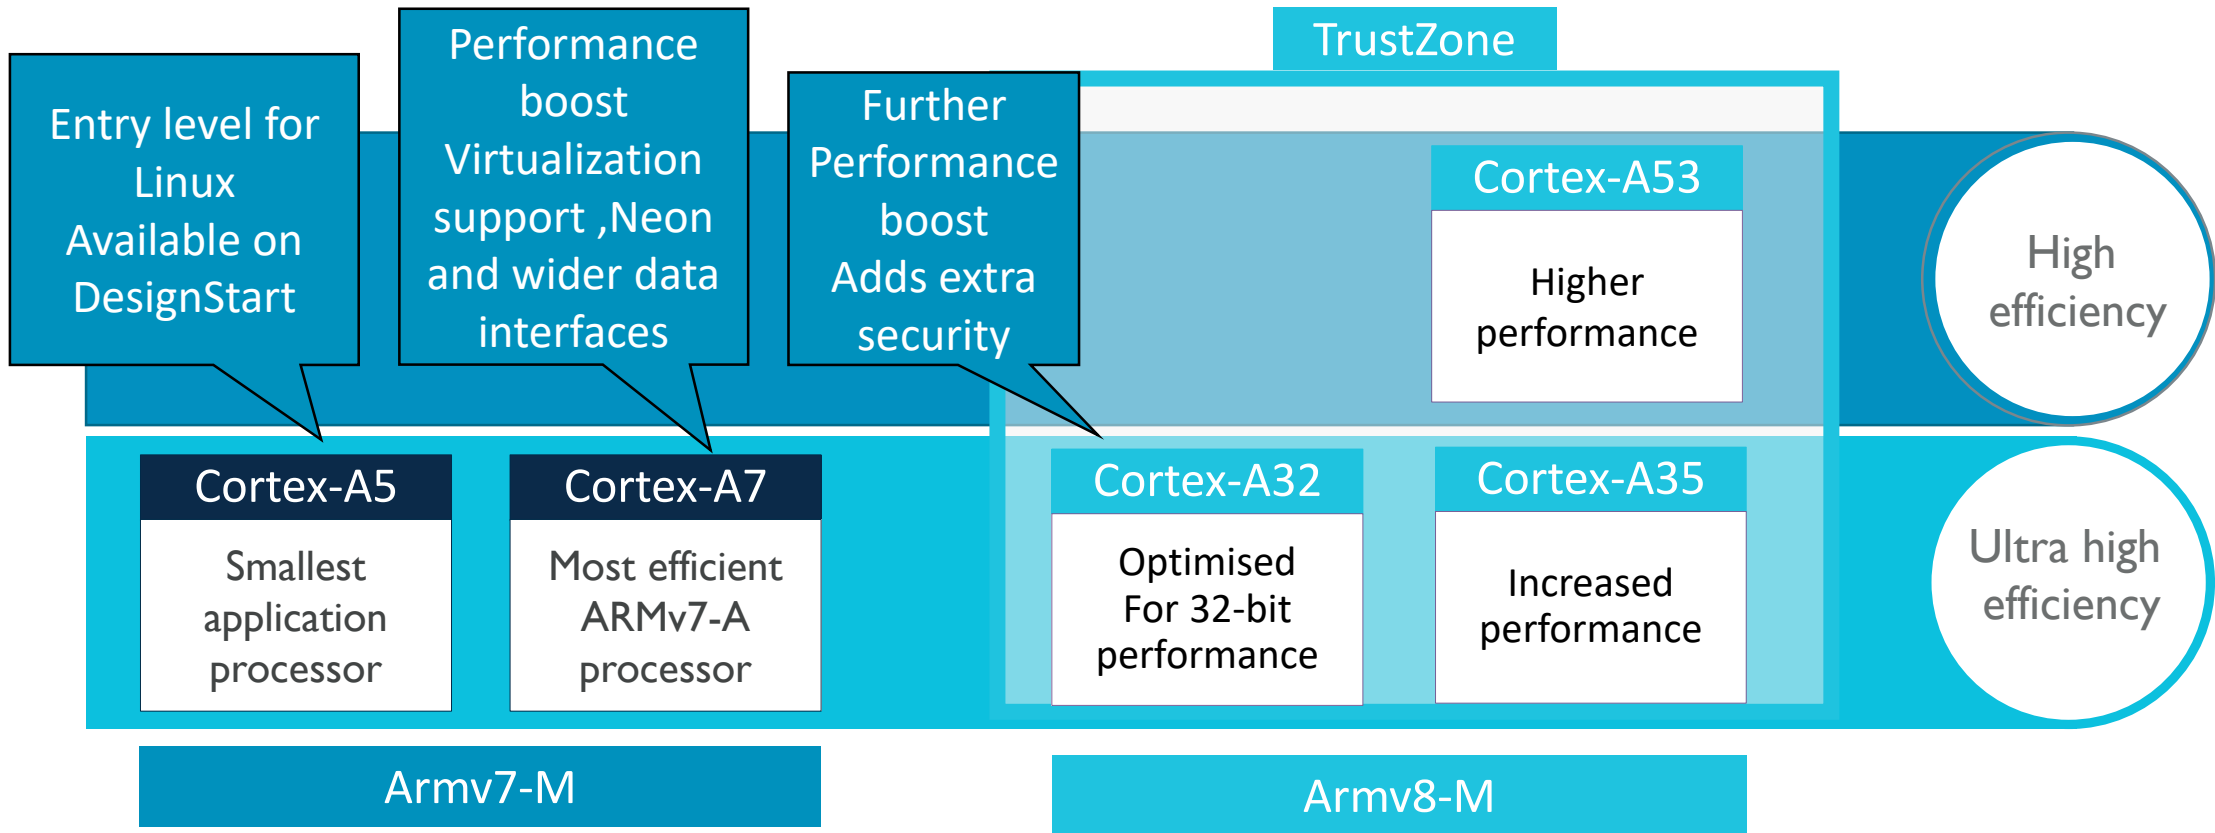 Entry level for
Linux
Available on
DesignStart
Performance
boost
Virtualization
support ,Neon
and wider data
interfaces
Further
Performance
boost
Adds extra
security
TrustZone
Cortex-A53
Higher
performance
High
efficiency
Cortex-A5
Smallest
application
processor
Cortex-A7
Most efficient
ARMv7-A
processor
Cortex-A32
Optimised
For 32-bit
performance
Cortex-A35
Increased
performance
Ultra high
efficiency
Armv7-M
Armv8-M